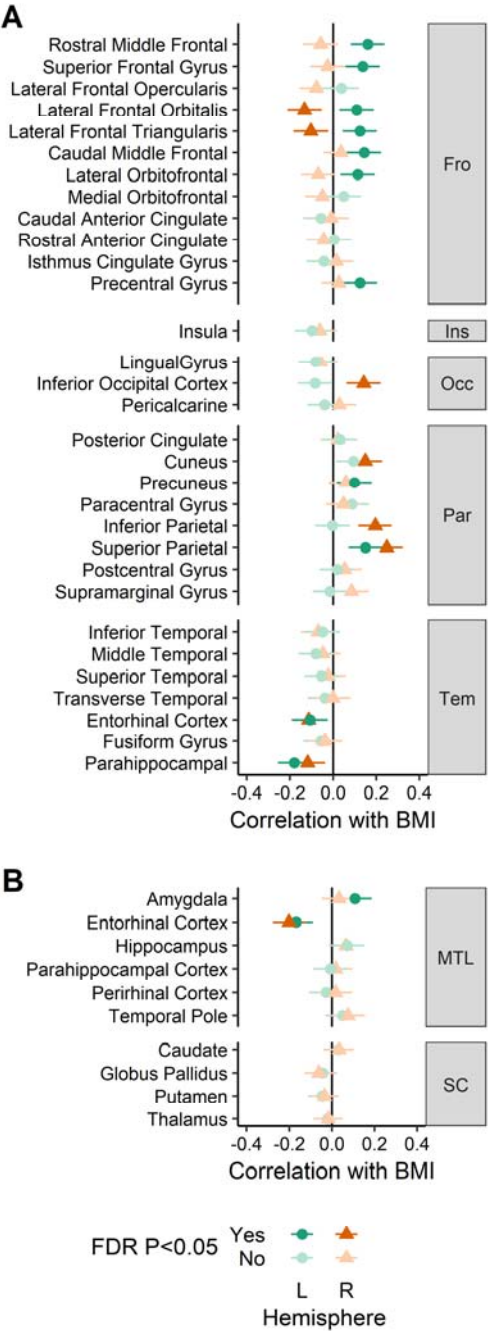 A
Rostral Middle Frontal
Superior Frontal Gyrus
Lateral Frontal Opercularis
Lateral Frontal Orbitalis
Lateral Frontal Triangularis
Caudal Middle Frontal
Lateral Orbitofrontal
Medial Orbitofrontal
Caudal Anterior Cingulate
Rostral Anterior Cingulate
Isthmus Cingulate Gyrus
Precentral Gyrus
Fro
Insula
Ins
LingualGyrus
Inferior Occipital Cortex
Pericalcarine
Occ
Posterior Cingulate
Cuneus
Precuneus
Paracentral Gyrus
Inferior Parietal
Superior Parietal
Postcentral Gyrus
Supramarginal Gyrus
Par
Inferior Temporal
Middle Temporal
Superior Temporal
Transverse Temporal
Entorhinal Cortex
Fusiform Gyrus
Parahippocampal
Tem
-0.4 -0.2 0.0 0.2 0.4
Correlation with BMI
B
Amygdala
Entorhinal Cortex
Hippocampus
Parahippocampal Cortex
Perirhinal Cortex
Temporal Pole
MTL
Caudate
Globus Pallidus
Putamen
Thalamus
SC
-0.4 -0.2 0.0 0.2 0.4
Correlation with BMI
FDR P<0.05
Yes
No
L R
Hemisphere